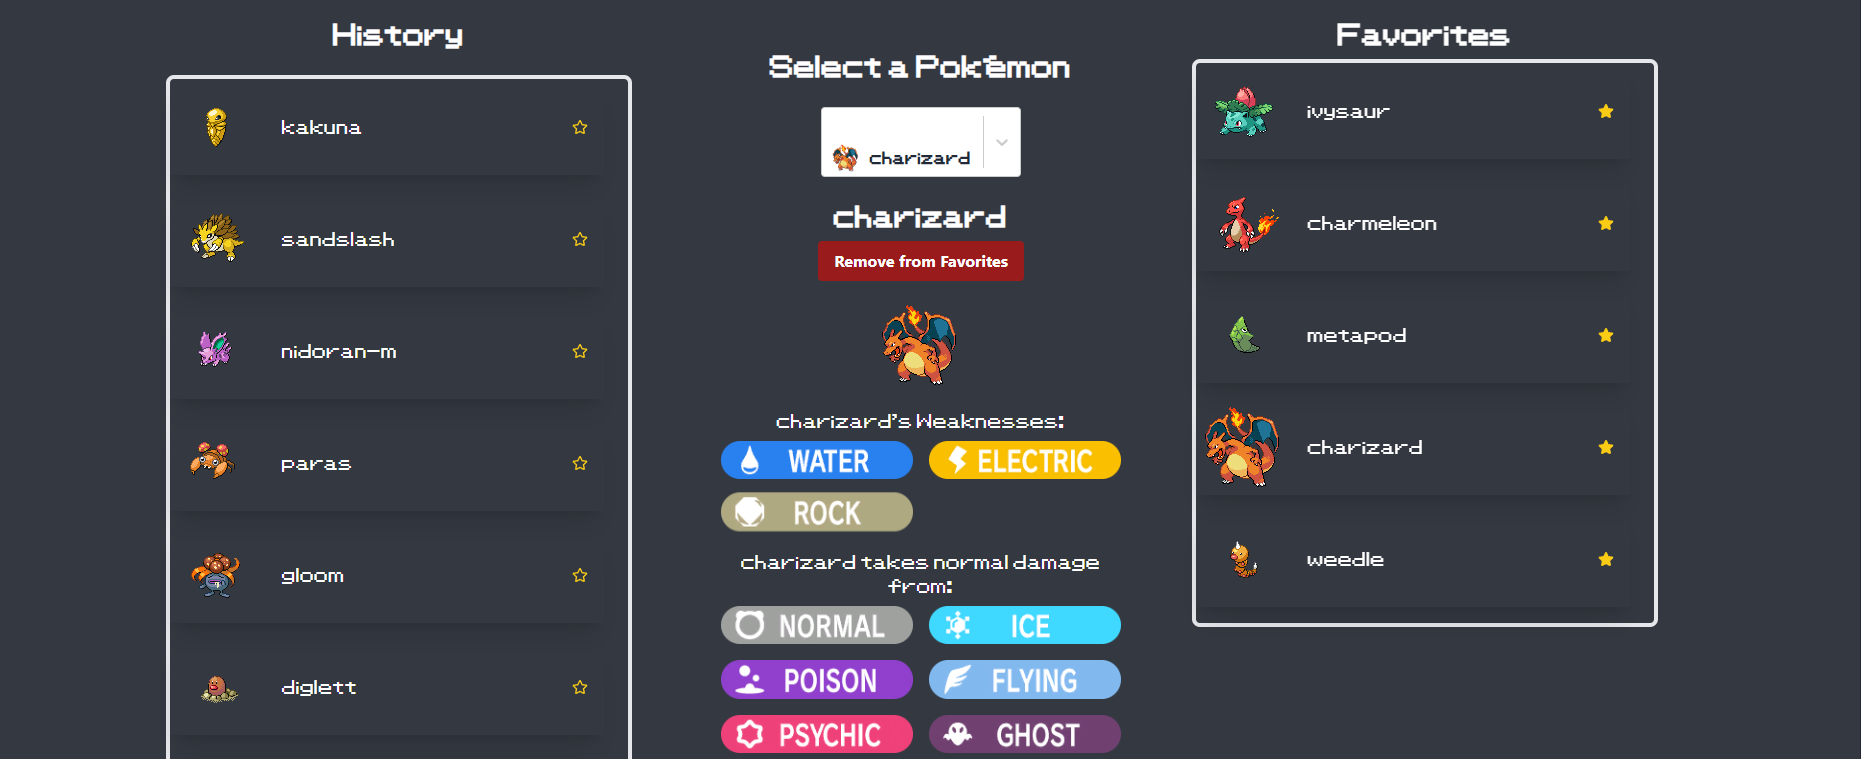 History
kakuna
sandslash
nidoran-m
paras
gloom
diglett
Select a Pokémon
charizard
charizard
Remove from Favorites
charizard's Weaknesses:
WATER ELECTRIC
ROCK
charizard takes normal damage
from:
NORMAL ICE
POISON FLYING
PSYCHIC GHOST
Favorites
ivysaur
charmeleon
metapod
charizard
weedle